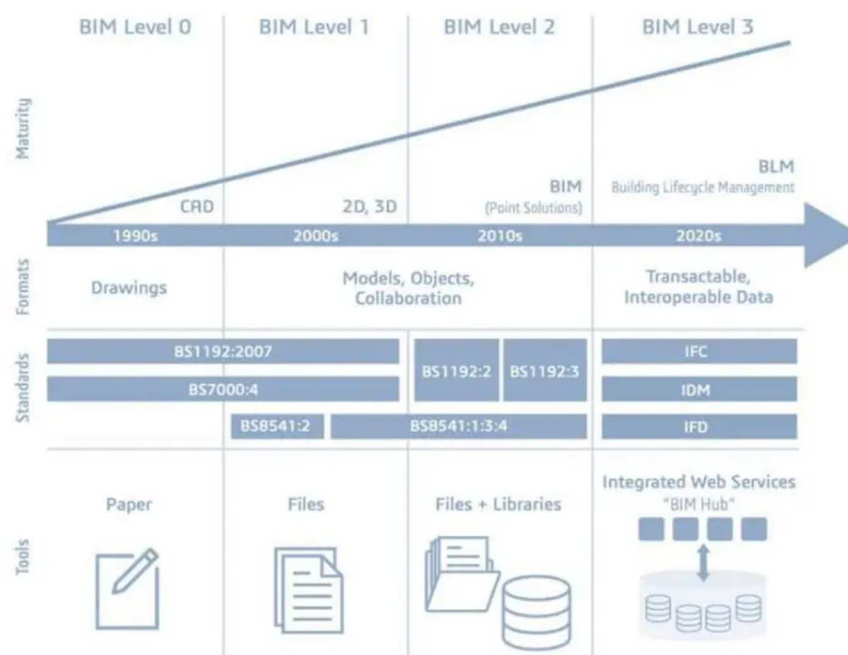 BIM Level 0
BIM Level 1
BIM Level 2
BIM Level 3
Maturity
CAD
2D, 3D
BIM
(Point Solutions)
BLM
Building Lifecycle Management
1990s
2000s
2010s
2020s
Formats
Drawings
Models, Objects,
Collaboration
Transactable,
Interoperable Data
Standards
BS1192:2007
BS7000:4
BS1192:2
BS1192:3
BS8541:2
BS8541:1:3:4
IFC
IDM
IFD
Tools
Paper
Files
Files + Libraries
Integrated Web Services
"BIM Hub"